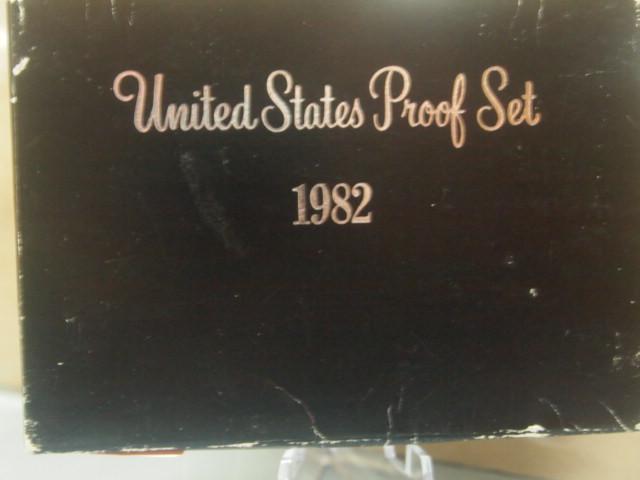 United States Proof Set
1982